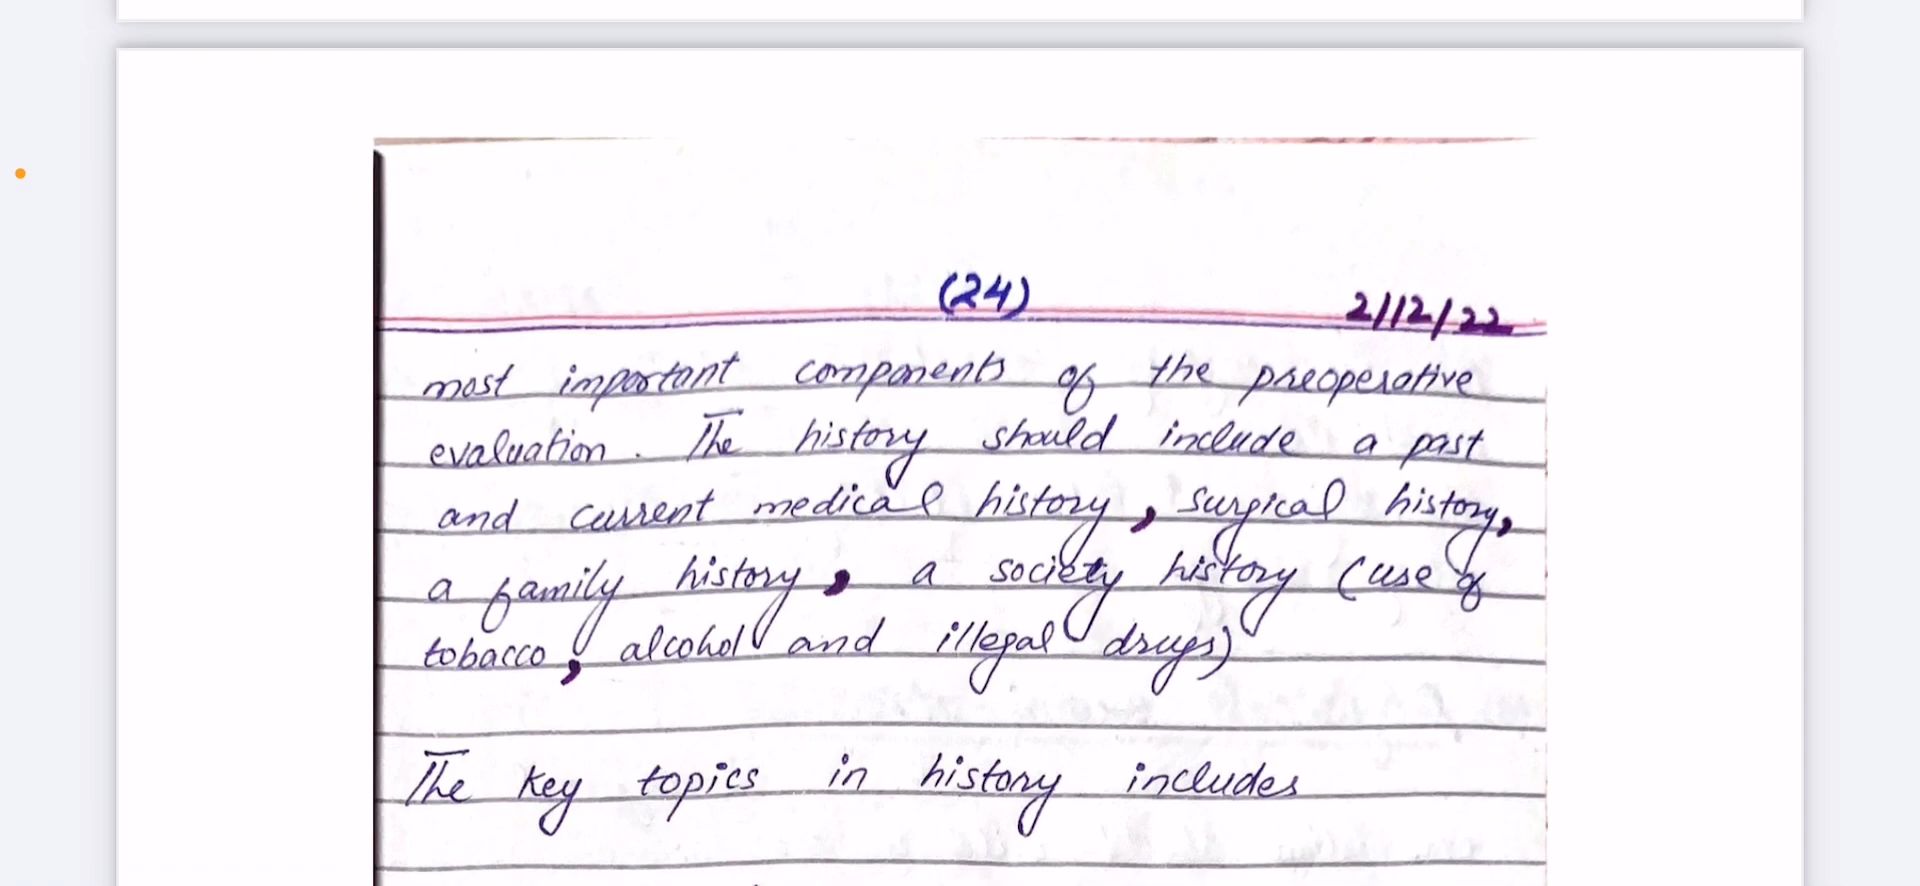 (24)
2/12/22
most important components of the preoperative
evaluation. The history should include a past
and current medical history, surgical history,
a family history, a society history (use of
tobacco, alcohol and illegal drugs)
The key topics in history includes